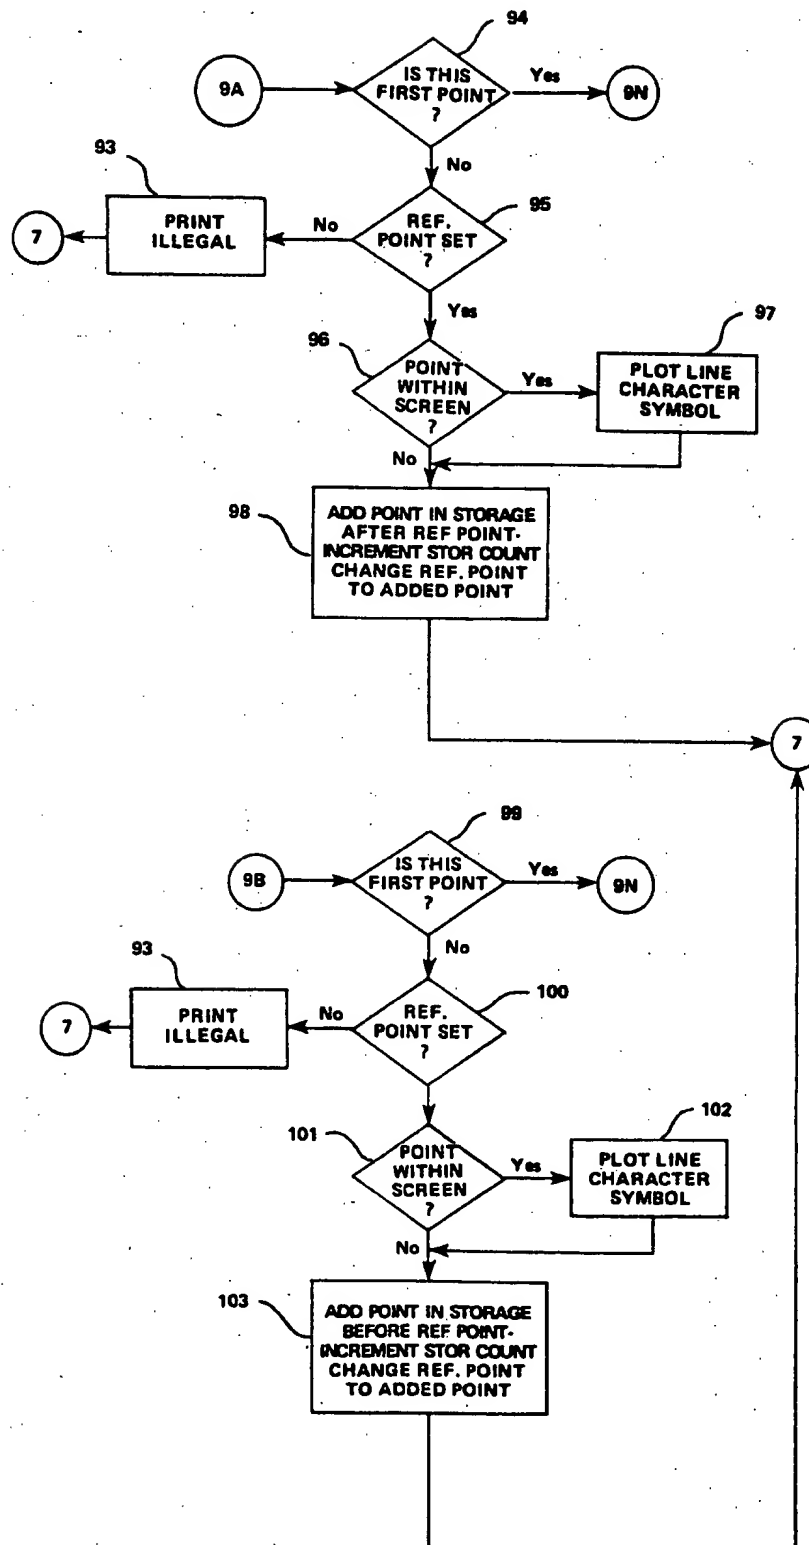 94
IS THIS
FIRST POINT
?
Yes
9A
9N
No
93
PRINT
ILLEGAL
7
No
REF.
POINT SET
?
95
Yes
96
POINT
WITHIN
SCREEN
?
Yes
97
PLOT LINE
CHARACTER
SYMBOL
No
98
ADD POINT IN STORAGE
AFTER REF POINT-
INCREMENT STOR COUNT
CHANGE REF. POINT
TO ADDED POINT
7
99
9B
IS THIS
FIRST POINT
?
Yes
9N
No
93
PRINT
ILLEGAL
7
No
REF.
POINT SET
?
100
101
POINT
WITHIN
SCREEN
?
Yes
102
PLOT LINE
CHARACTER
SYMBOL
No
103
ADD POINT IN STORAGE
BEFORE REF POINT-
INCREMENT STOR COUNT
CHANGE REF. POINT
TO ADDED POINT